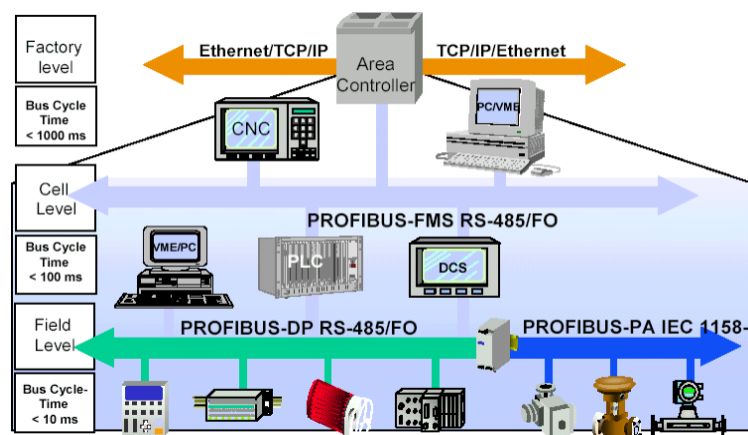 Factory
level
Ethernet/TCP/IP
TCP/IP/Ethernet
Area
Controller
Bus Cycle
Time
< 1000 ms
CNC
PC/VME
Cell
Level
PROFIBUS-FMS RS-485/FO
Bus Cycle
Time
< 100 ms
VME/PC
PLC
DCS
Field
Level
PROFIBUS-DP RS-485/FO
PROFIBUS-PA IEC 1158-
Bus Cycle-
Time
< 10 ms